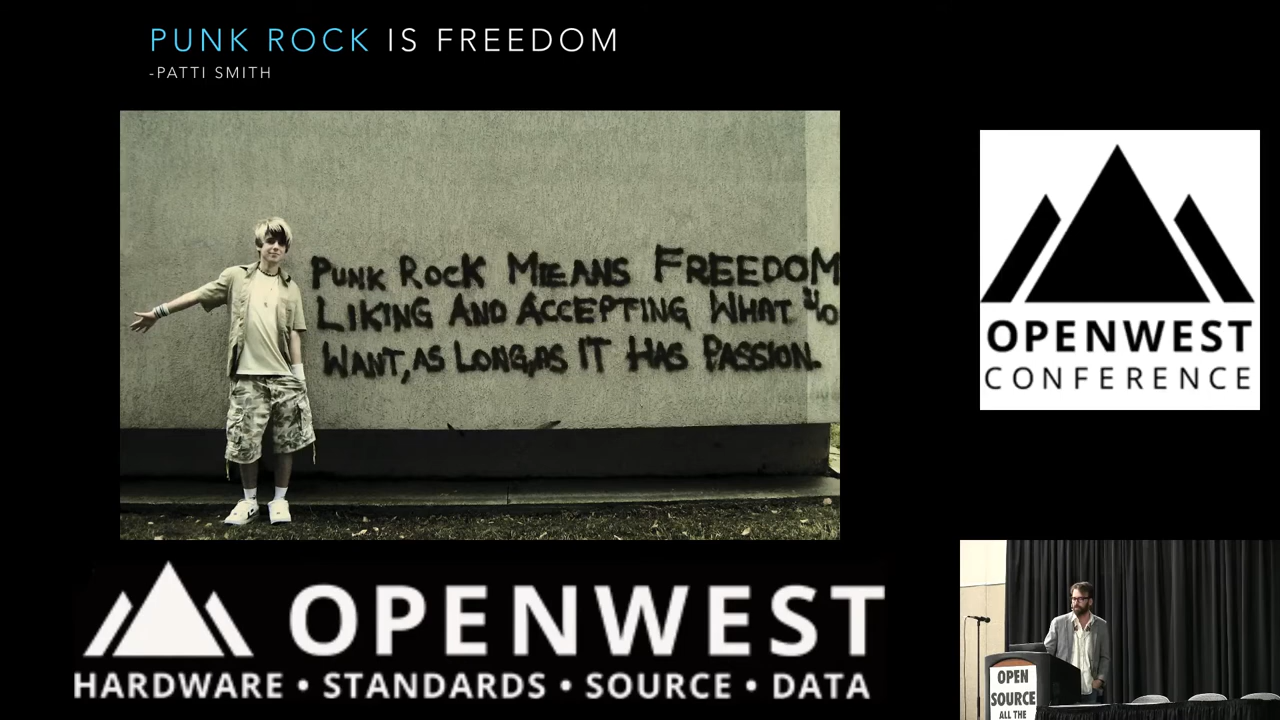 PUNK ROCK IS FREEDOM
-PATTI SMITH
PUNK ROCK MEANS FREEDOM
LIKING AND ACCEPTING WHAT
WANT, AS LONG, AS IT HAS PASSION.
OPENWEST
CONFERENCE
OPENWEST
HARDWARE • STANDARDS • SOURCE • DATA
OPEN
SOURCE
ALL THE